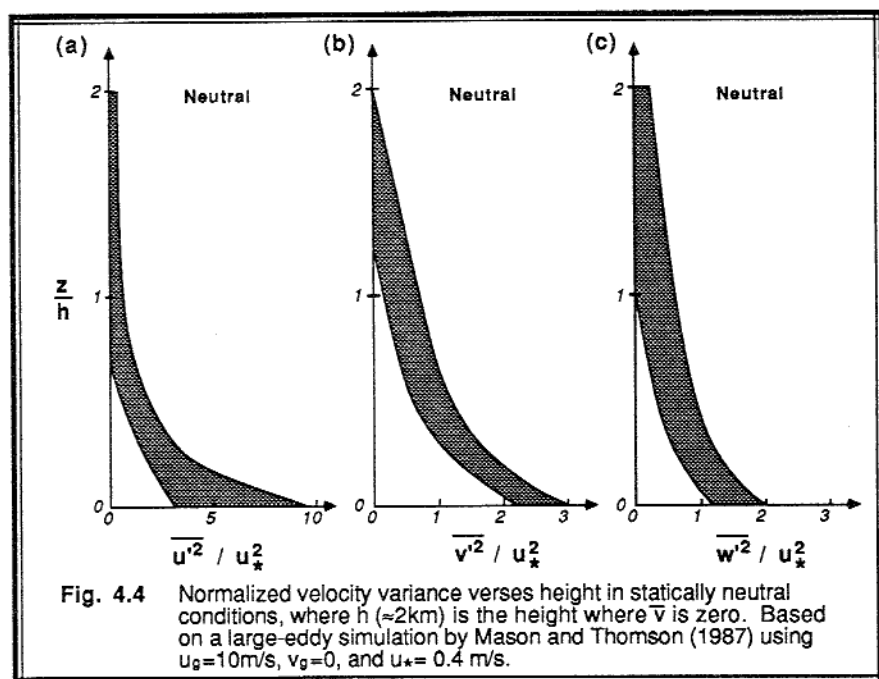 (a)
(b)
(c)
2
Neutral
2
Neutral
2
Neutral
z
h
1
1
1
0
0
0
0
5
10
0
1
2
3
0
1
2
3
u'² / u⋆²
v'² / u⋆²
w'² / u⋆²
Fig. 4.4 Normalized velocity variance verses height in statically neutral
conditions, where h (≈2km) is the height where v̅ is zero. Based
on a large-eddy simulation by Mason and Thomson (1987) using
ug=10m/s, vg=0, and u⋆= 0.4 m/s.